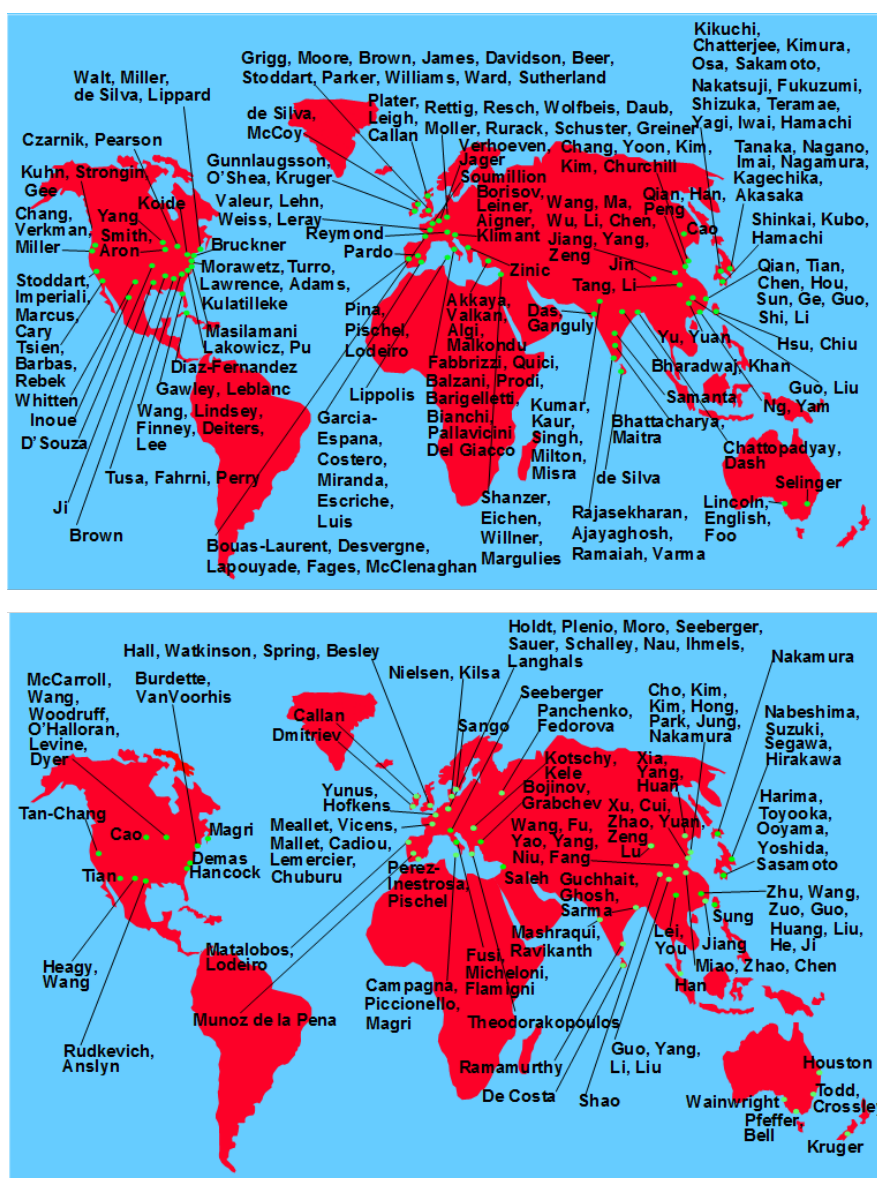 Kikuchi,
Chatterjee, Kimura,
Osa, Sakamoto,
Nakatsuji, Fukuzumi,
Shizuka, Teramae,
Yagi, Iwai, Hamachi
Grigg, Moore, Brown, James, Davidson, Beer,
Stoddart, Parker, Williams, Ward, Sutherland
Walt, Miller,
de Silva, Lippard
de Silva,
McCoy
Plater,
Leigh,
Callan
Rettig, Resch, Wolfbeis, Daub,
Moller, Rurack, Schuster, Greiner
Czarnik, Pearson
Kuhn, Strongin,
Gee
Koide
Gunnlaugsson,
O'Shea, Kruger
Verhoeven,
Jager
Soumillion
Chang, Yoon, Kim,
Kim, Churchill
Tanaka, Nagano,
Imai, Nagamura,
Kagechika,
Akasaka
Chang,
Verkman,
Miller
Yang
Smith,
Aron
Valeur, Lehn,
Weiss, Leray
Borisov,
Leiner,
Aigner,
Klimant
Wang, Ma,
Wu, Li, Chen,
Jiang, Yang,
Zeng
Qian, Han,
Peng
Cao
Shinkai, Kubo,
Hamachi
Bruckner
Reymond
Pardo
Zinic
Jin
Tang, Li
Qian, Tian,
Chen, Hou,
Sun, Ge, Guo,
Shi, Li
Stoddart,
Imperiali,
Marcus,
Cary
Tsien,
Barbas,
Rebek
Whitten
Inoue
D'Souza
Morawetz, Turro,
Lawrence, Adams,
Kulatilleke
Masilamani
Lakowicz, Pu
Diaz-Fernandez
Gawley, Leblanc
Pina,
Pischel,
Lodeiro
Akkaya,
Valkan,
Algi,
Malkondu
Das,
Ganguly
Yu, Yuan
Hsu, Chiu
Lippolis
Fabbrizzi, Quici,
Balzani, Prodi,
Barigelletti,
Bianchi,
Pallavicini
Del Giacco
Bharadwaj, Khan
Guo, Liu
Samanta
Ng, Yam
Wang, Lindsey,
Finney, Deiters,
Lee
Garcia-
Espana,
Costero,
Miranda,
Escriche,
Luis
Kumar,
Kaur,
Singh,
Milton,
Misra
Bhattacharya,
Maitra
Chattopadyay,
Dash
Tusa, Fahrni, Perry
de Silva
Selinger
Ji
Brown
Shanzer,
Eichen,
Willner,
Margulies
Lincoln,
English,
Foo
Rajasekharan,
Ajayaghosh,
Ramaiah, Varma
Bouas-Laurent, Desvergne,
Lapouyade, Fages, McClenaghan
Holdt, Plenio, Moro, Seeberger,
Sauer, Schalley, Nau, Ihmels,
Langhals
Hall, Watkinson, Spring, Besley
Nakamura
McCarroll,
Wang,
Woodruff,
O'Halloran,
Levine,
Dyer
Burdette,
VanVoorhis
Nielsen, Kilsa
Seeberger
Panchenko,
Fedorova
Cho, Kim,
Kim, Hong,
Park, Jung,
Nakamura
Nabeshima,
Suzuki,
Segawa,
Hirakawa
Callan
Dmitriev
Sango
Kotschy,
Kele
Xia,
Yang,
Huan
Yunus,
Hofkens
Bojinov,
Grabchev
Harima,
Toyooka,
Ooyama,
Yoshida,
Sasamoto
Tan-Chang
Cao
Magri
Meallet, Vicens,
Mallet, Cadiou,
Lemercier,
Chuburu
Wang, Fu,
Yao, Yang,
Niu, Fang
Xu, Cui,
Zhao, Yuan,
Zeng
Lu
Demas
Hancock
Tian
Perez-
Inestrosa,
Pischel
Saleh
Guchhait,
Ghosh,
Sarma
Zhu, Wang,
Zuo, Guo,
Huang, Liu,
He, Ji
Sung
Mashraqui,
Ravikanth
Lei,
You
Jiang
Miao, Zhao, Chen
Heagy,
Wang
Matalobos,
Lodeiro
Fusi,
Micheloni,
Flamigni
Han
Campagna,
Piccionello,
Magri
Munoz de la Pena
Theodorakopoulos
Rudkevich,
Anslyn
Ramamurthy
Guo, Yang,
Li, Liu
De Costa
Shao
Houston
Wainwright
Todd,
Crossley
Pfeffer,
Bell
Kruger